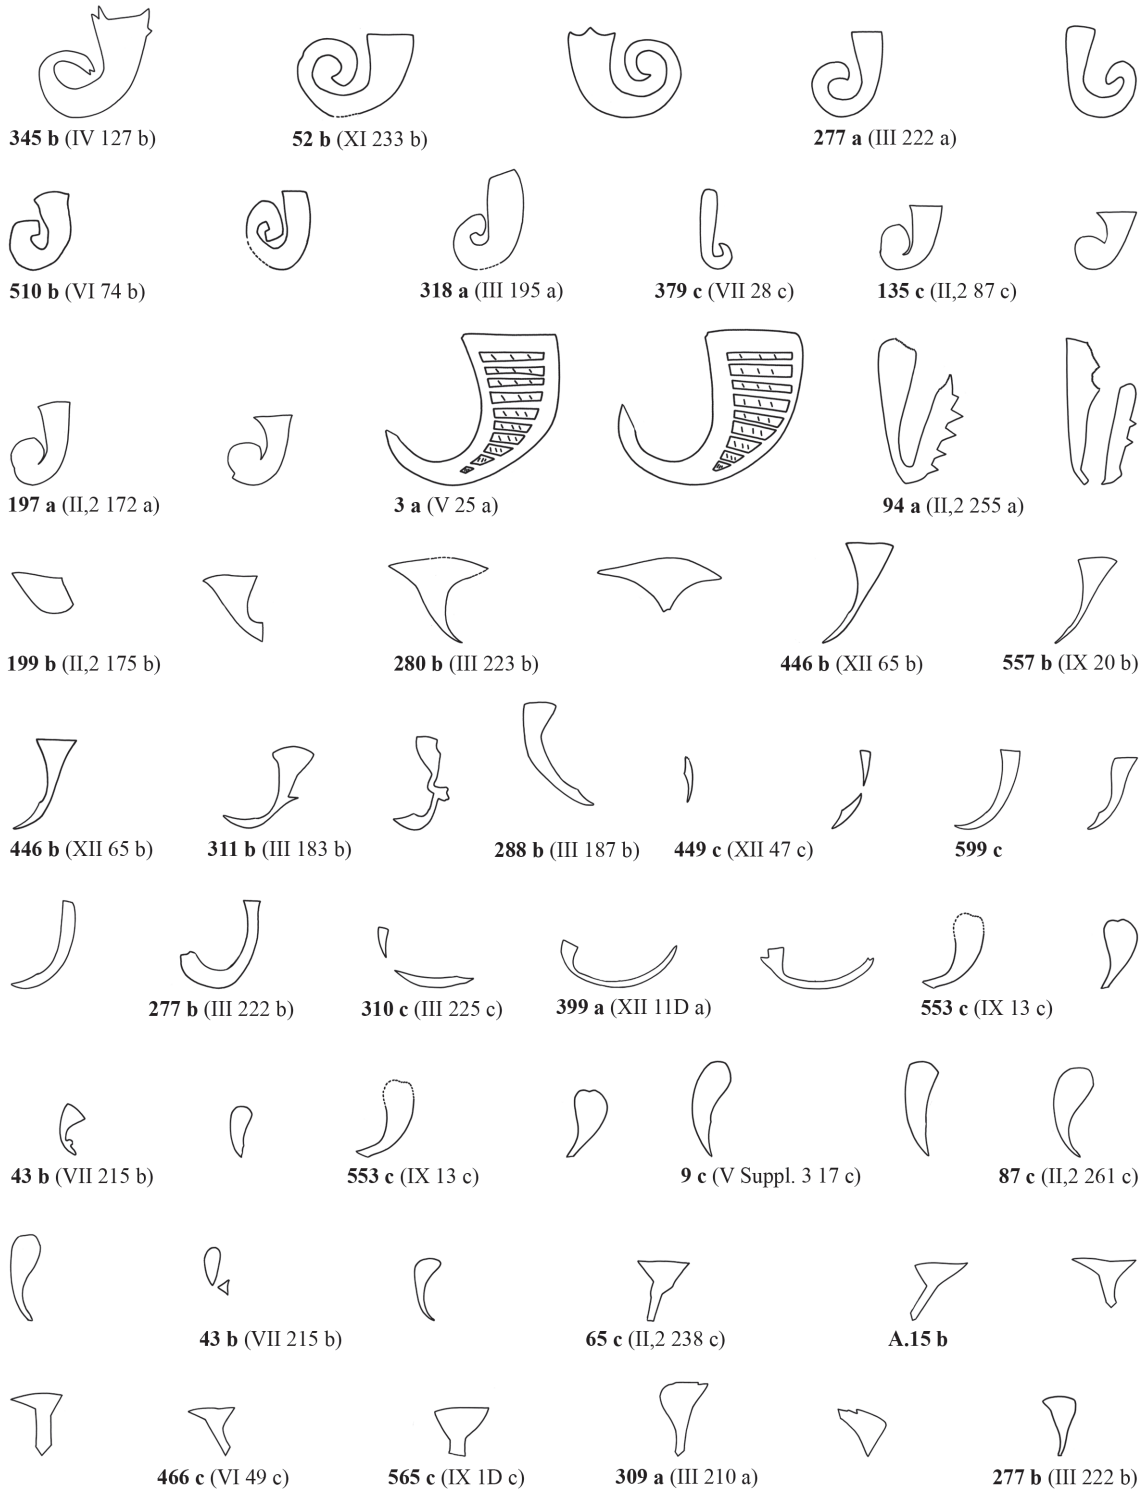 345 b (IV 127 b) 52 b (XI 233 b) 277 a (III 222 a)
510 b (VI 74 b) 318 a (III 195 a) 379 c (VII 28 c) 135 c (II,2 87 c)
197 a (II,2 172 a) 3 a (V 25 a) 94 a (II,2 255 a)
199 b (II,2 175 b) 280 b (III 223 b) 446 b (XII 65 b) 557 b (IX 20 b)
446 b (XII 65 b) 311 b (III 183 b) 288 b (III 187 b) 449 c (XII 47 c) 599 c
277 b (III 222 b) 310 c (III 225 c) 399 a (XII 11D a) 553 c (IX 13 c)
43 b (VII 215 b) 553 c (IX 13 c) 9 c (V Suppl. 3 17 c) 87 c (II,2 261 c)
43 b (VII 215 b) 65 c (II,2 238 c) A.15 b
466 c (VI 49 c) 565 c (IX 1D c) 309 a (III 210 a) 277 b (III 222 b)